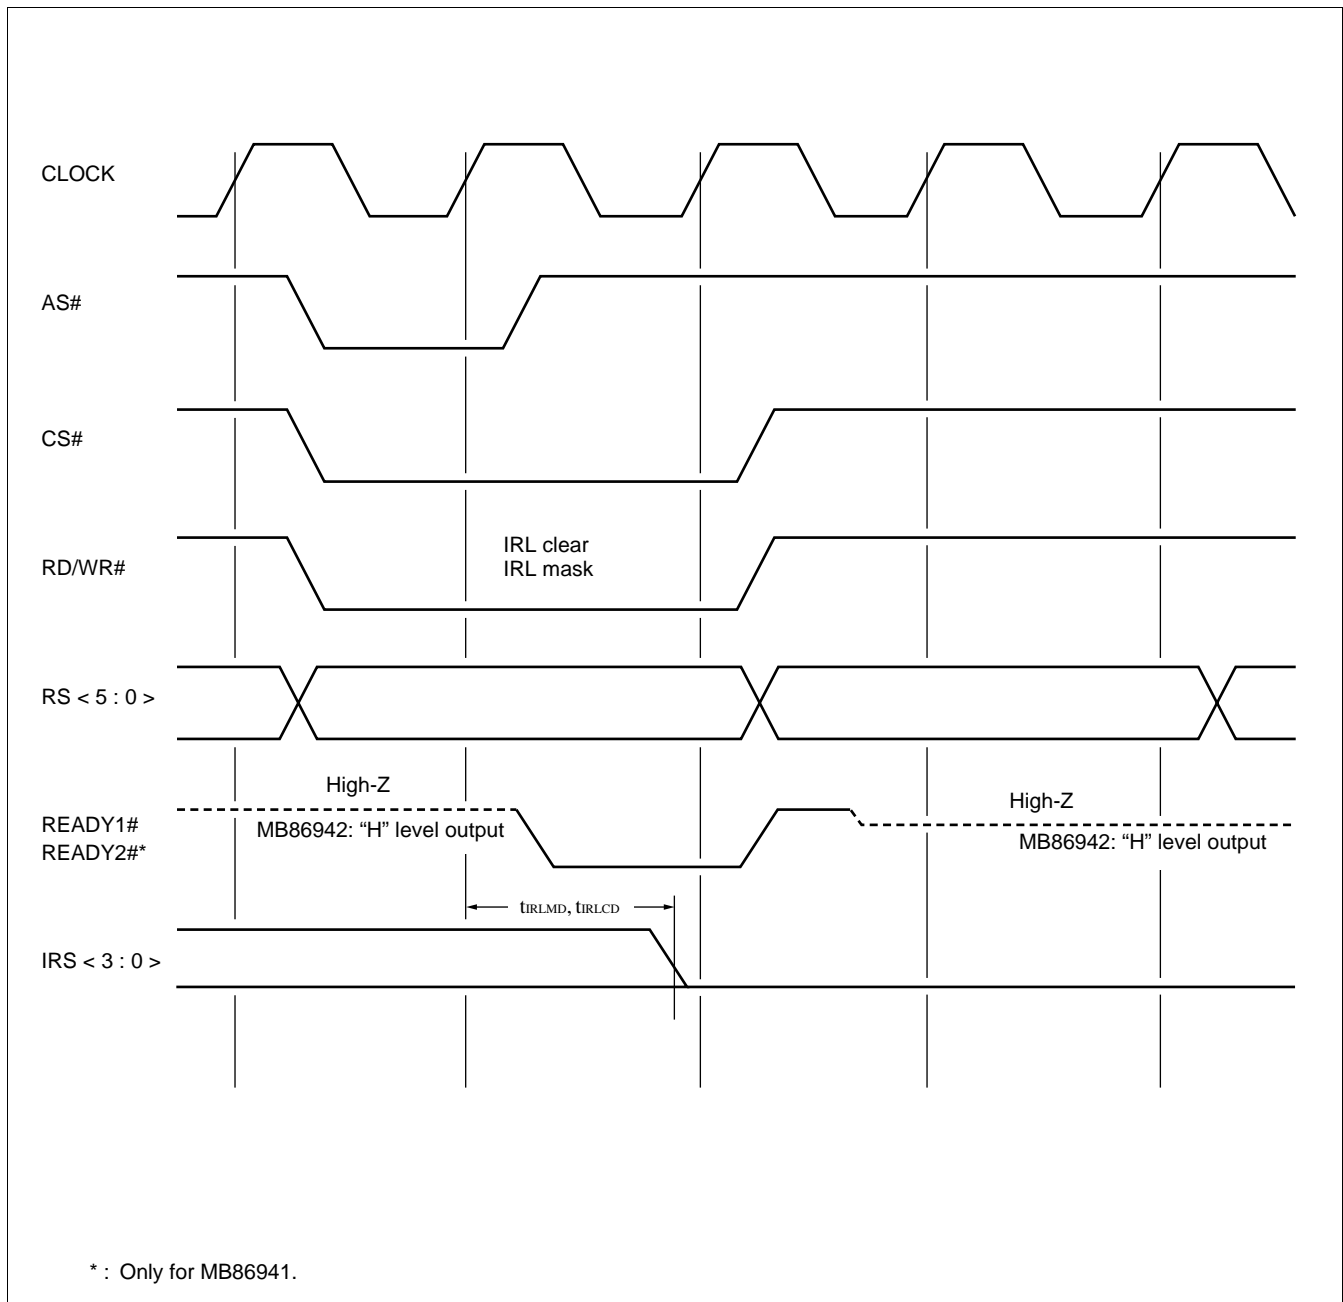 CLOCK
AS#
CS#
IRL clear
IRL mask
RD/WR#
RS < 5 : 0 >
High-Z
High-Z
READY1#
MB86942: “H” level output
MB86942: “H” level output
READY2#*
tIRLMD, tIRLCD
IRS < 3 : 0 >
* : Only for MB86941.